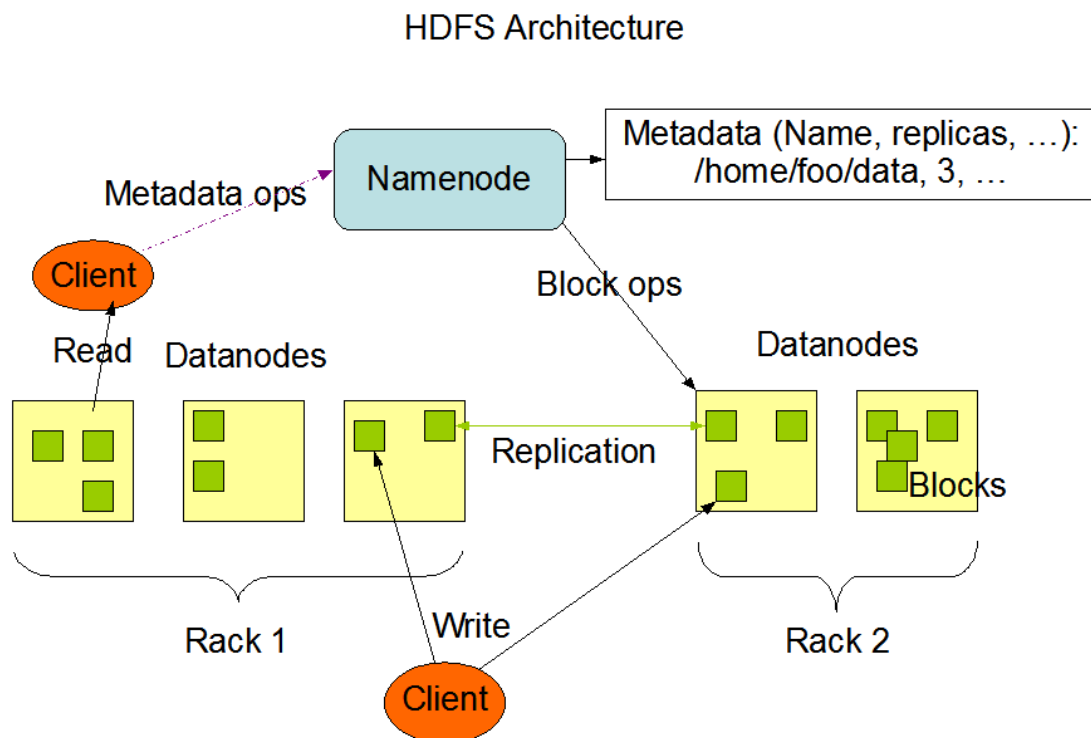 HDFS Architecture
Metadata (Name, replicas, …):
/home/foo/data, 3, …
Namenode
Metadata ops
Client
Block ops
Read
Datanodes
Datanodes
Replication
Blocks
Rack 1
Write
Rack 2
Client